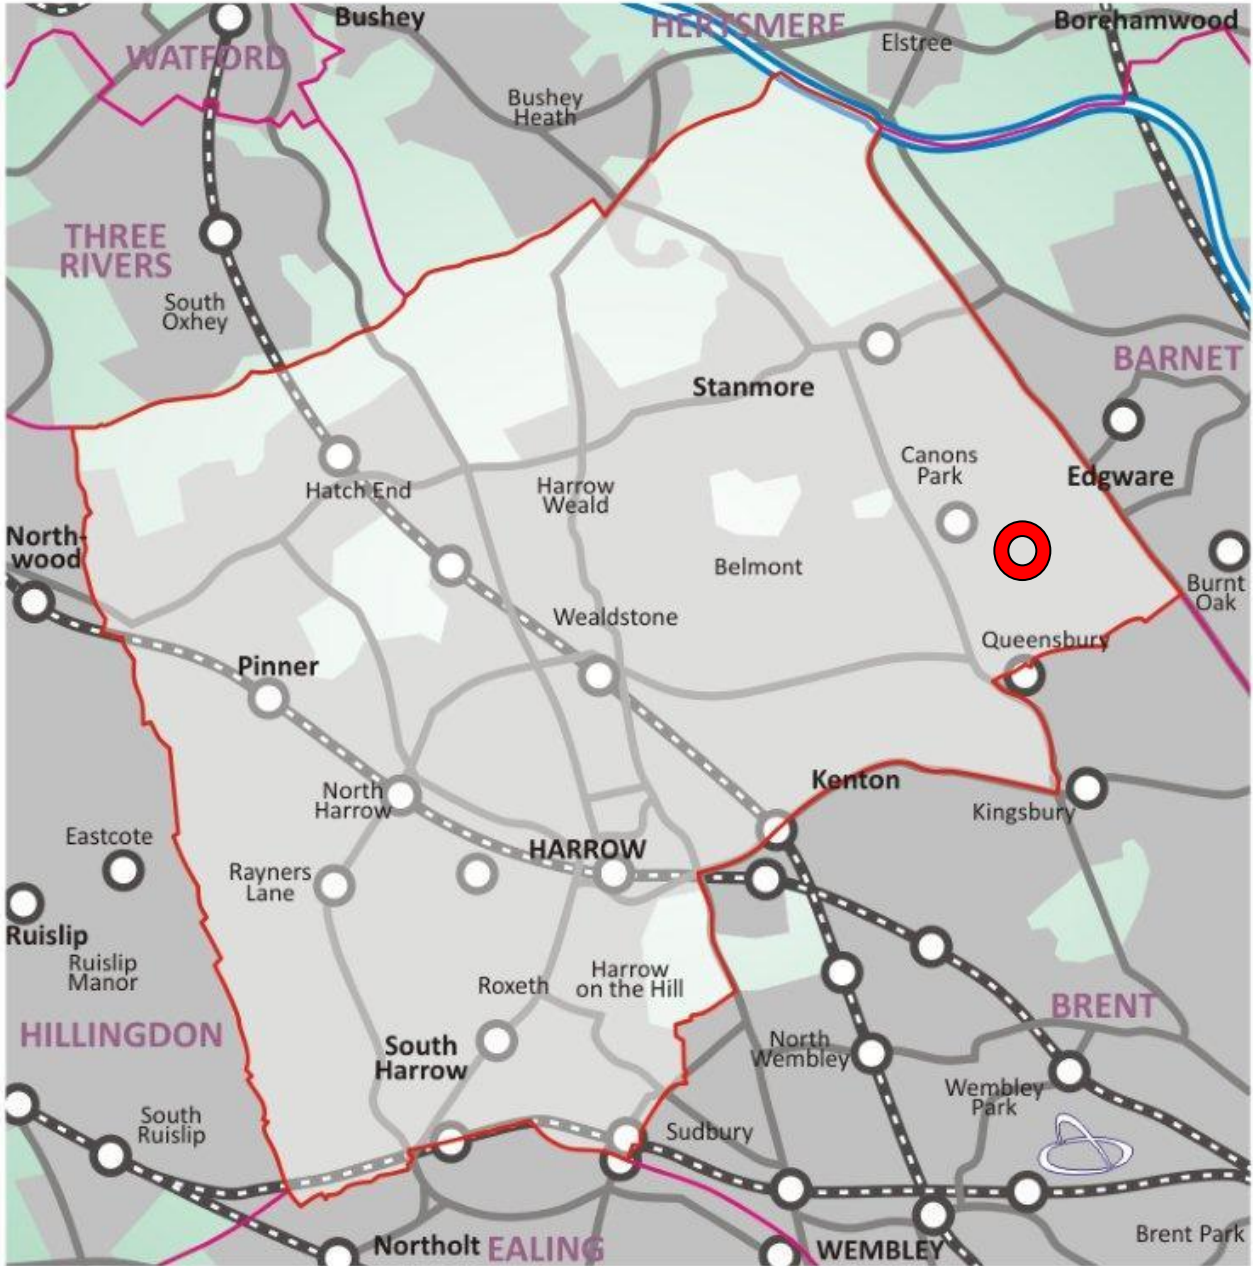 Bushey
HERTSMERE
Borehamwood
WATFORD
Elstree
Bushey
Heath
THREE
RIVERS
South
Oxhey
BARNET
Stanmore
Canons
Park
Edgware
Hatch End
Harrow
Weald
North-
wood
Belmont
Burnt
Oak
Wealdstone
Queensbury
Pinner
Kenton
North
Harrow
Kingsbury
Eastcote
HARROW
Rayners
Lane
Ruislip
Ruislip
Manor
Roxeth
Harrow
on the Hill
BRENT
HILLINGDON
South
Harrow
North
Wembley
Wembley
Park
South
Ruislip
Sudbury
Brent Park
Northolt
EALING
WEMBLEY